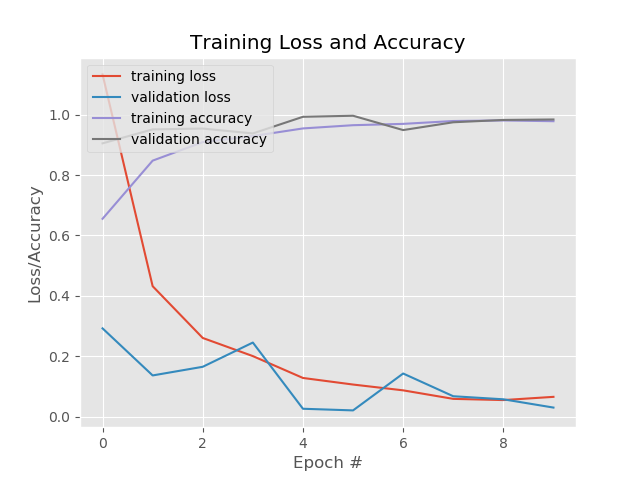 Training Loss and Accuracy
training loss
validation loss
training accuracy
validation accuracy
Loss/Accuracy
1.0
0.8
0.6
0.4
0.2
0.0
0 2 4 6 8
Epoch #